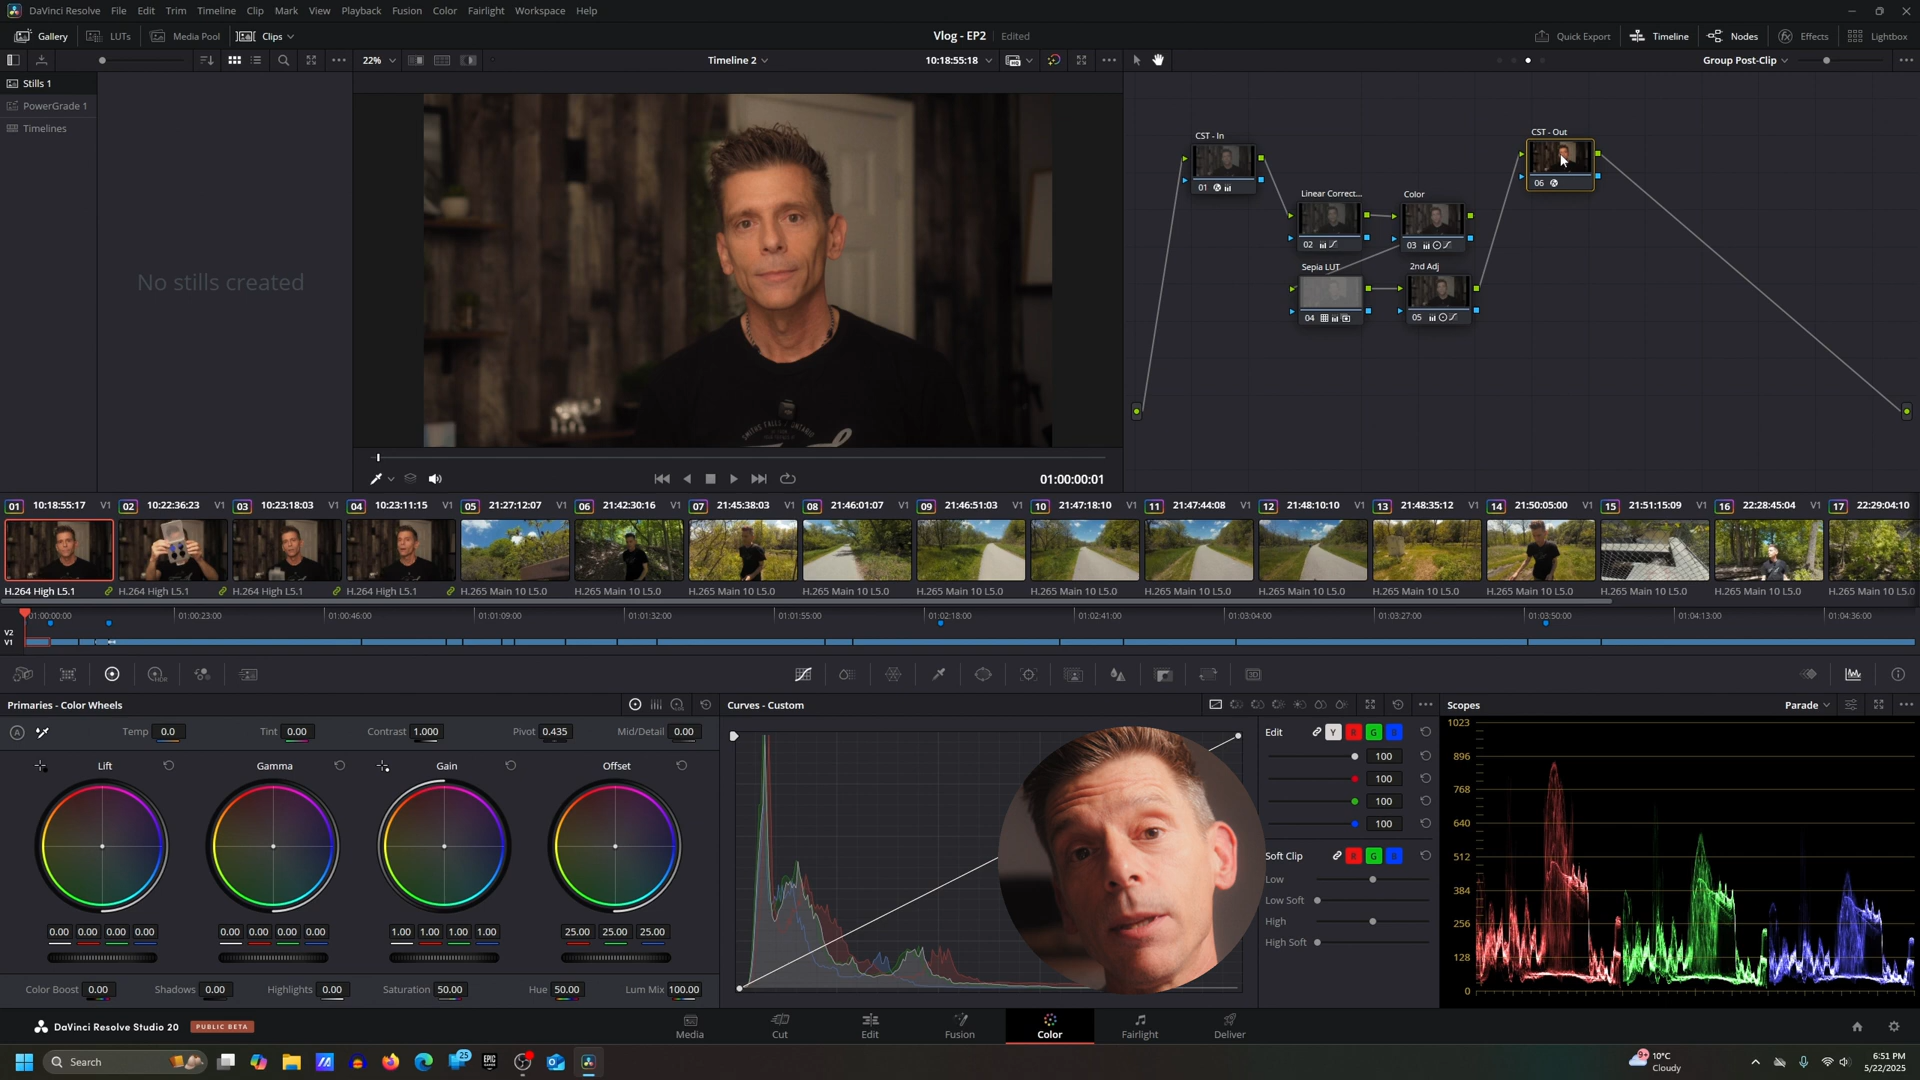 DaVinci Resolve File Edit Trim Timeline Clip Mark View Playback Fusion Color Fairlight Workspace Help
Gallery LUTs Media Pool Clips Vlog - EP2 Edited Quick Export Timeline Nodes Effects Lightbox
22% Timeline 2 10:18:55:18 Group Post-Clip
Stills 1
PowerGrade 1
Timelines
No stills created
CST - In
01
Linear Correct...
02
Color
03
Sepia LUT
04
2nd Adj
05
CST - Out
06
SMITHS FALLS / ONTARIO
01:00:00:01
01 10:18:55:17 V1 02 10:22:36:23 V1 03 10:23:18:03 V1 04 10:23:11:15 V1 05 21:27:12:07 V1 06 21:42:30:16 V1 07 21:45:38:03 V1 08 21:46:01:07 V1 09 21:46:51:03 V1 10 21:47:18:10 V1 11 21:47:44:08 V1 12 21:48:10:10 V1 13 21:48:35:12 V1 14 21:50:05:00 V1 15 21:51:15:09 V1 16 22:28:45:04 V1 17 22:29:04:10 V1
H.264 High L5.1 H.264 High L5.1 H.264 High L5.1 H.264 High L5.1 H.265 Main 10 L5.0 H.265 Main 10 L5.0 H.265 Main 10 L5.0 H.265 Main 10 L5.0 H.265 Main 10 L5.0 H.265 Main 10 L5.0 H.265 Main 10 L5.0 H.265 Main 10 L5.0 H.265 Main 10 L5.0 H.265 Main 10 L5.0 H.265 Main 10 L5.0 H.265 Main 10 L5.0 H.265 Main 10 L5.0
01:00:00:00 01:00:23:00 01:00:46:00 01:01:09:00 01:01:32:00 01:01:55:00 01:02:18:00 01:02:41:00 01:03:04:00 01:03:27:00 01:03:50:00 01:04:13:00 01:04:36:00
V2
V1
Primaries - Color Wheels
A Temp 0.0 Tint 0.00 Contrast 1.000 Pivot 0.435 Mid/Detail 0.00
Lift Gamma Gain Offset
0.00 0.00 0.00 0.00 0.00 0.00 0.00 0.00 1.00 1.00 1.00 1.00 25.00 25.00 25.00
Color Boost 0.00 Shadows 0.00 Highlights 0.00 Saturation 50.00 Hue 50.00 Lum Mix 100.00
Curves - Custom
Edit Y R G B
100
100
100
100
Soft Clip R G B
Low
Low Soft
High
High Soft
Scopes Parade
1023
896
768
640
512
384
256
128
0
DaVinci Resolve Studio 20 PUBLIC BETA
Media Cut Edit Fusion Color Fairlight Deliver
Search
25
EPIC GAMES
9+
10°C
Cloudy
6:51 PM
5/22/2025